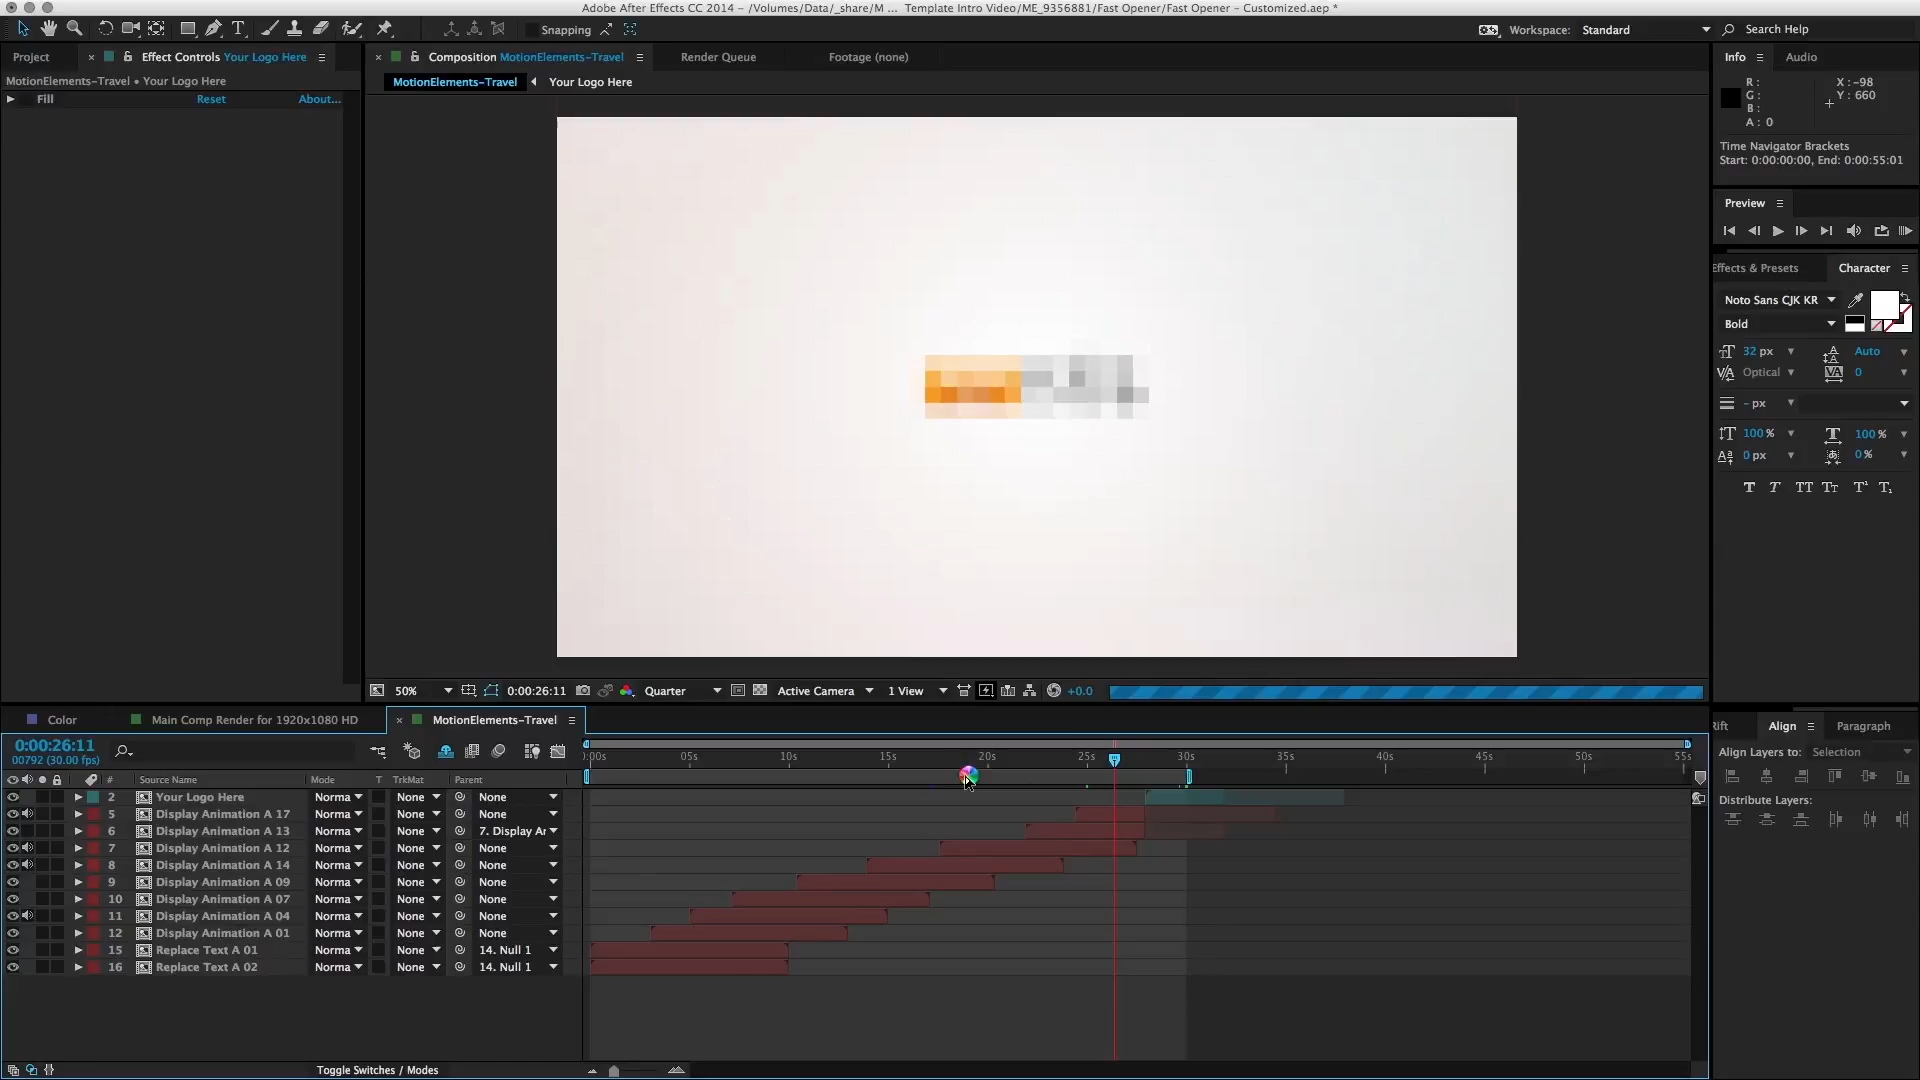 Adobe After Effects CC 2014 - /Volumes/Data/_share/M ... Template Intro Video/ME_9356881/Fast Opener/Fast Opener - Customized.aep *
Snapping
Workspace: Standard
Search Help
Project
Effect Controls Your Logo Here
MotionElements-Travel • Your Logo Here
Fill Reset About...
Composition MotionElements-Travel
Render Queue
Footage (none)
MotionElements-Travel
Your Logo Here
Info
Audio
R :
G :
B :
A : 0
X : -98
Y : 660
Time Navigator Brackets
Start: 0:00:00:00, End: 0:00:55:01
Preview
Effects & Presets
Character
Noto Sans CJK KR
Bold
32 px
Auto
Optical
0
- px
100 %
100 %
0 px
0 %
50%
0:00:26:11
Quarter
Active Camera
1 View
+0.0
Color
Main Comp Render for 1920x1080 HD
MotionElements-Travel
0:00:26:11
00792 (30.00 fps)
):00s 05s 10s 15s 20s 25s 30s 35s 40s 45s 50s 55s
# Source Name Mode T TrkMat Parent
2 Your Logo Here Norma None None
5 Display Animation A 17 Norma None None
6 Display Animation A 13 Norma None 7. Display Ar
7 Display Animation A 12 Norma None None
8 Display Animation A 14 Norma None None
9 Display Animation A 09 Norma None None
10 Display Animation A 07 Norma None None
11 Display Animation A 04 Norma None None
12 Display Animation A 01 Norma None None
15 Replace Text A 01 Norma None 14. Null 1
16 Replace Text A 02 Norma None 14. Null 1
Toggle Switches / Modes
Rift
Align
Paragraph
Align Layers to: Selection
Distribute Layers: